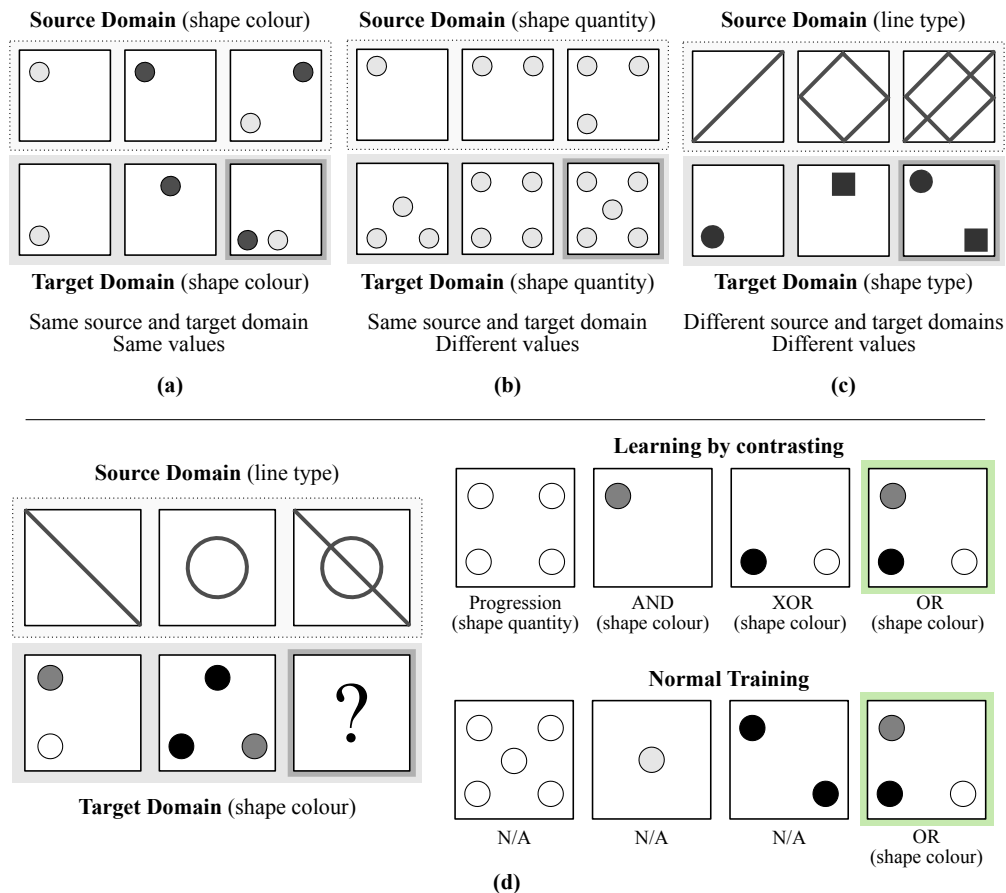 Source Domain (shape colour)
Target Domain (shape colour)
Same source and target domain
Same values
(a)
Source Domain (shape quantity)
Target Domain (shape quantity)
Same source and target domain
Different values
(b)
Source Domain (line type)
Target Domain (shape type)
Different source and target domains
Different values
(c)
Source Domain (line type)
?
Target Domain (shape colour)
Learning by contrasting
Progression
(shape quantity)
AND
(shape colour)
XOR
(shape colour)
OR
(shape colour)
Normal Training
N/A
N/A
N/A
OR
(shape colour)
(d)